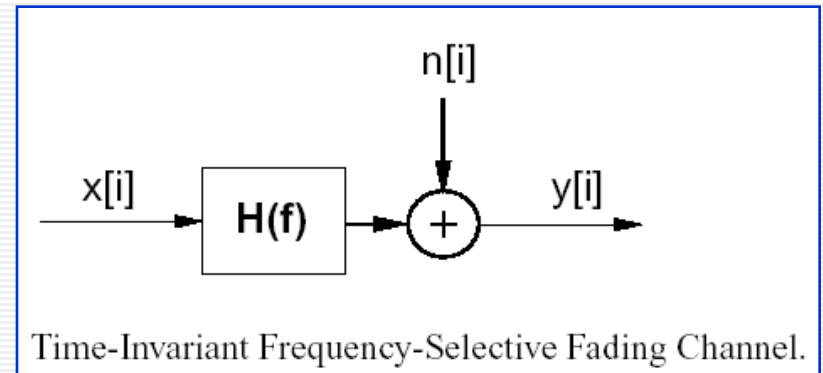 n[i]
x[i]
H(f)
+
y[i]
Time-Invariant Frequency-Selective Fading Channel.